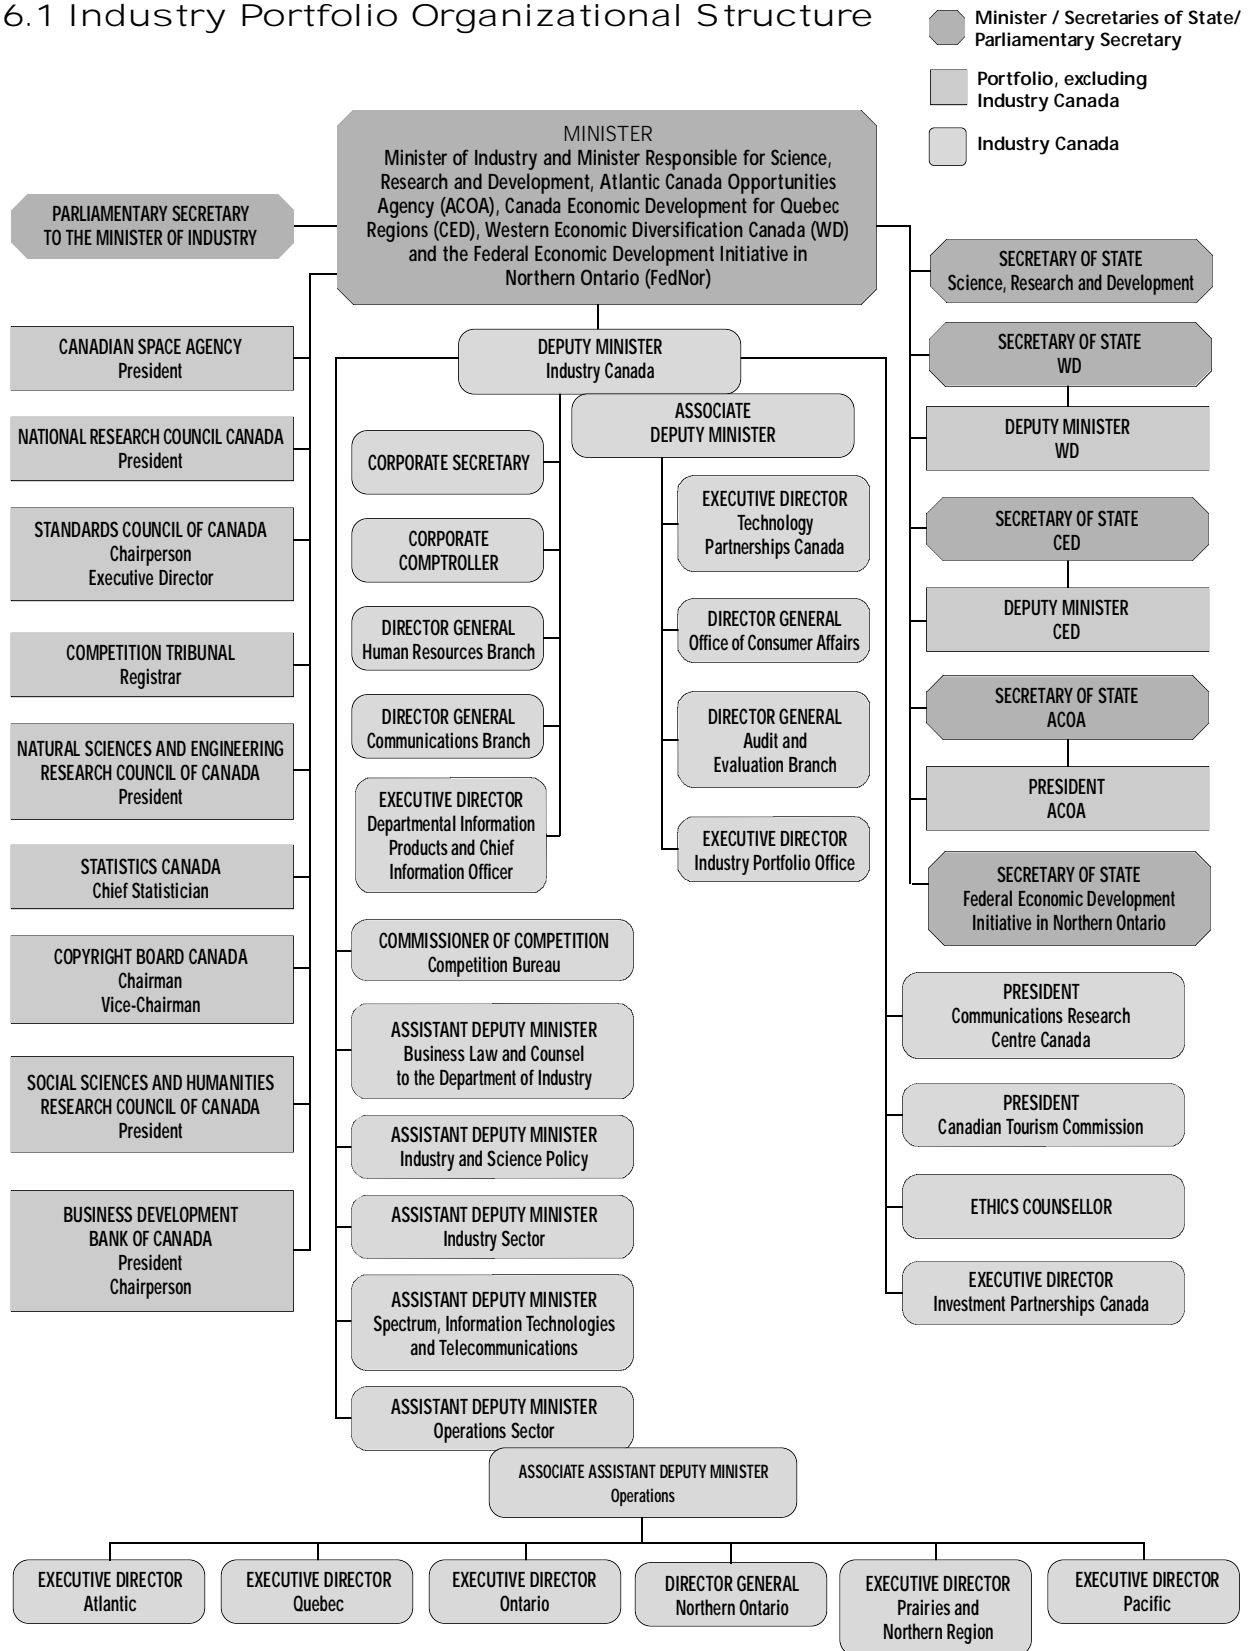 6.1 Industry Portfolio Organizational Structure
Minister / Secretaries of State/
Parliamentary Secretary
Portfolio, excluding
Industry Canada
Industry Canada
MINISTER
Minister of Industry and Minister Responsible for Science,
Research and Development, Atlantic Canada Opportunities
Agency (ACOA), Canada Economic Development for Quebec
Regions (CED), Western Economic Diversification Canada (WD)
and the Federal Economic Development Initiative in
Northern Ontario (FedNor)
PARLIAMENTARY SECRETARY
TO THE MINISTER OF INDUSTRY
CANADIAN SPACE AGENCY
President
NATIONAL RESEARCH COUNCIL CANADA
President
STANDARDS COUNCIL OF CANADA
Chairperson
Executive Director
COMPETITION TRIBUNAL
Registrar
NATURAL SCIENCES AND ENGINEERING
RESEARCH COUNCIL OF CANADA
President
STATISTICS CANADA
Chief Statistician
COPYRIGHT BOARD CANADA
Chairman
Vice-Chairman
SOCIAL SCIENCES AND HUMANITIES
RESEARCH COUNCIL OF CANADA
President
BUSINESS DEVELOPMENT
BANK OF CANADA
President
Chairperson
DEPUTY MINISTER
Industry Canada
ASSOCIATE
DEPUTY MINISTER
CORPORATE SECRETARY
CORPORATE
COMPTROLLER
DIRECTOR GENERAL
Human Resources Branch
DIRECTOR GENERAL
Communications Branch
EXECUTIVE DIRECTOR
Departmental Information
Products and Chief
Information Officer
EXECUTIVE DIRECTOR
Technology
Partnerships Canada
DIRECTOR GENERAL
Office of Consumer Affairs
DIRECTOR GENERAL
Audit and
Evaluation Branch
EXECUTIVE DIRECTOR
Industry Portfolio Office
COMMISSIONER OF COMPETITION
Competition Bureau
ASSISTANT DEPUTY MINISTER
Business Law and Counsel
to the Department of Industry
ASSISTANT DEPUTY MINISTER
Industry and Science Policy
ASSISTANT DEPUTY MINISTER
Industry Sector
ASSISTANT DEPUTY MINISTER
Spectrum, Information Technologies
and Telecommunications
ASSISTANT DEPUTY MINISTER
Operations Sector
SECRETARY OF STATE
Science, Research and Development
SECRETARY OF STATE
WD
DEPUTY MINISTER
WD
SECRETARY OF STATE
CED
DEPUTY MINISTER
CED
SECRETARY OF STATE
ACOA
PRESIDENT
ACOA
SECRETARY OF STATE
Federal Economic Development
Initiative in Northern Ontario
PRESIDENT
Communications Research
Centre Canada
PRESIDENT
Canadian Tourism Commission
ETHICS COUNSELLOR
EXECUTIVE DIRECTOR
Investment Partnerships Canada
ASSOCIATE ASSISTANT DEPUTY MINISTER
Operations
EXECUTIVE DIRECTOR
Atlantic
EXECUTIVE DIRECTOR
Quebec
EXECUTIVE DIRECTOR
Ontario
DIRECTOR GENERAL
Northern Ontario
EXECUTIVE DIRECTOR
Prairies and
Northern Region
EXECUTIVE DIRECTOR
Pacific